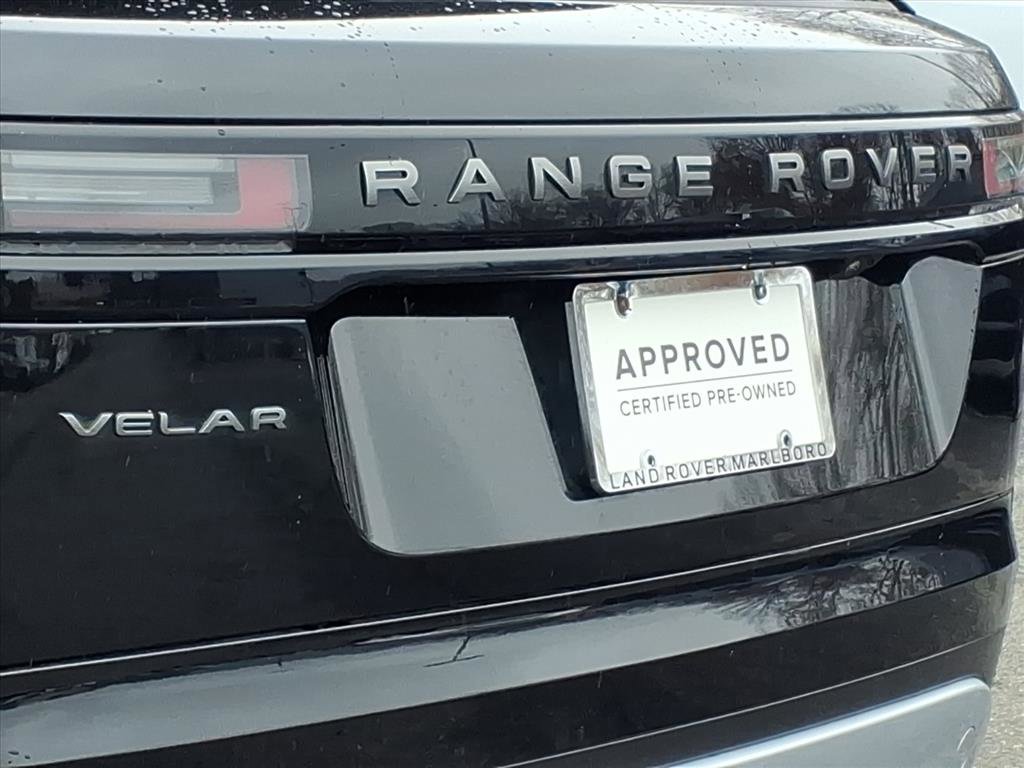 RANGE ROVER
VELAR
APPROVED
CERTIFIED PRE-OWNED
LAND ROVER MARLBORO